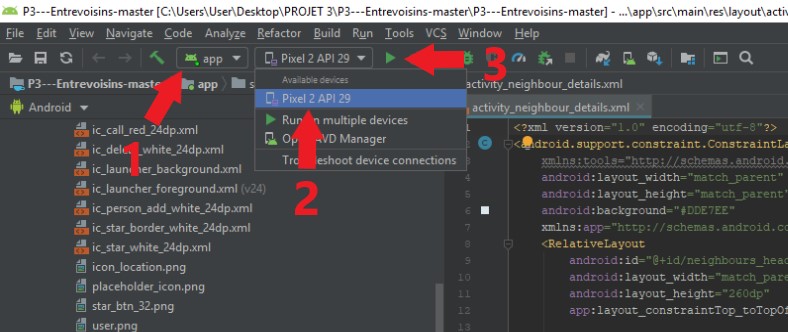 P3---Entrevoisins-master [C:\Users\User\Desktop\PROJET 3\P3---Entrevoisins-master\P3---Entrevoisins-master] - ...\app\src\main\res\layout\activ
File Edit View Navigate Code Analyze Refactor Build Run Tools VCS Window Help
app Pixel 2 API 29 3
P3---Entrevoisins-master app s activity_neighbour_details.xml
Android
Available devices
Pixel 2 API 29
Run on multiple devices
Open AVD Manager
Troubleshoot device connections
1
2
ic_call_red_24dp.xml
ic_delete_white_24dp.xml
ic_launcher_background.xml
ic_launcher_foreground.xml (v24)
ic_person_add_white_24dp.xml
ic_star_border_white_24dp.xml
ic_star_white_24dp.xml
icon_location.png
placeholder_icon.png
star_btn_32.png
user.png
activity_neighbour_details.xml
1 <?xml version="1.0" encoding="utf-8"?>
2 <android.support.constraint.ConstraintLa
3 xmlns:tools="http://schemas.android.
4 android:layout_width="match_parent"
5 android:layout_height="match_parent"
6 android:background="#DDE7EE"
7 xmlns:app="http://schemas.android.co
8 <RelativeLayout
9 android:id="@+id/neighbours_head
10 android:layout_width="match_pare
11 android:layout_height="260dp"
12 app:layout_constraintTop_toTopOf